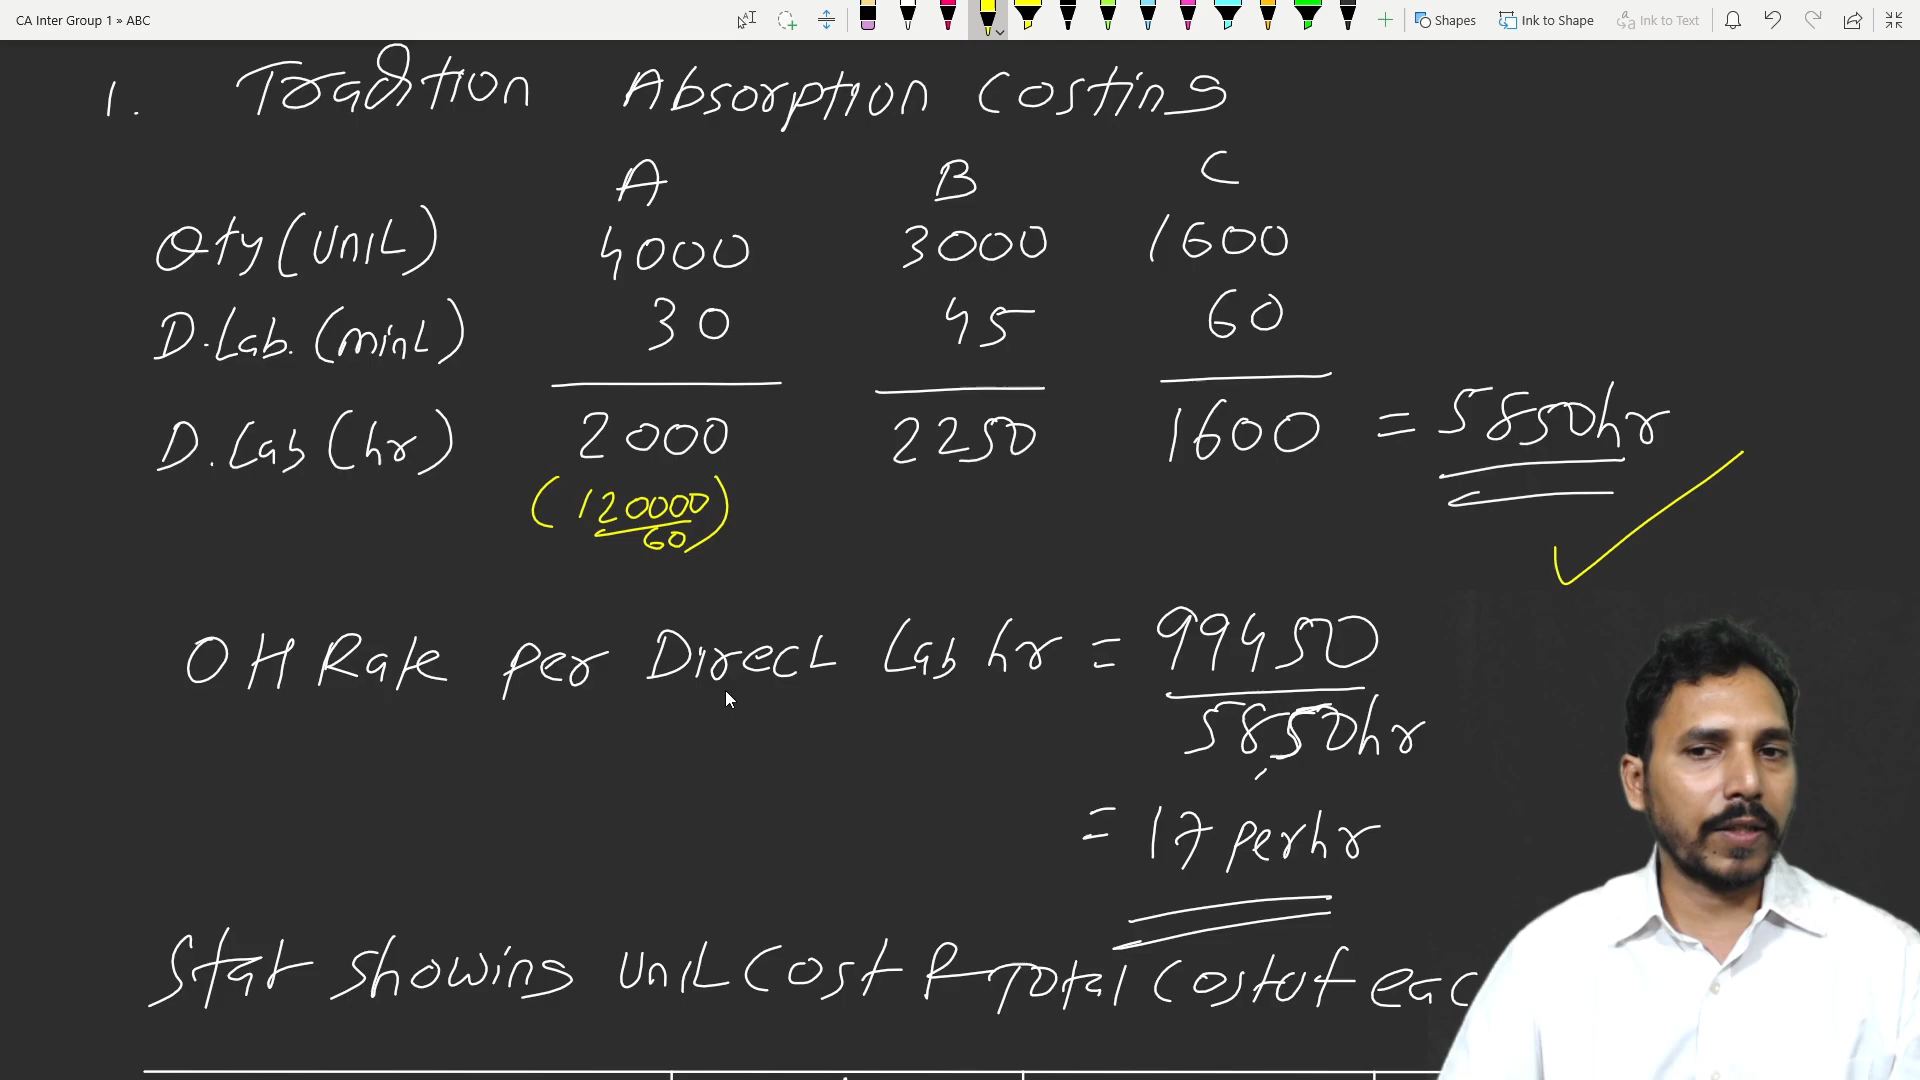 CA Inter Group 1 » ABC
Shapes Ink to Shape Ink to Text
1. Tradition Absorption Costing
A B C
Qty (Unit) 4000 3000 1600
D.Lab. (mint) 30 45 60
D.Lab (hr) 2000 2250 1600 = 5850hr
(120000/60)
OH Rate per Direct Lab hr = 99450
5850hr
= 17 perhr
Stat showing unit cost & Total cost of eac